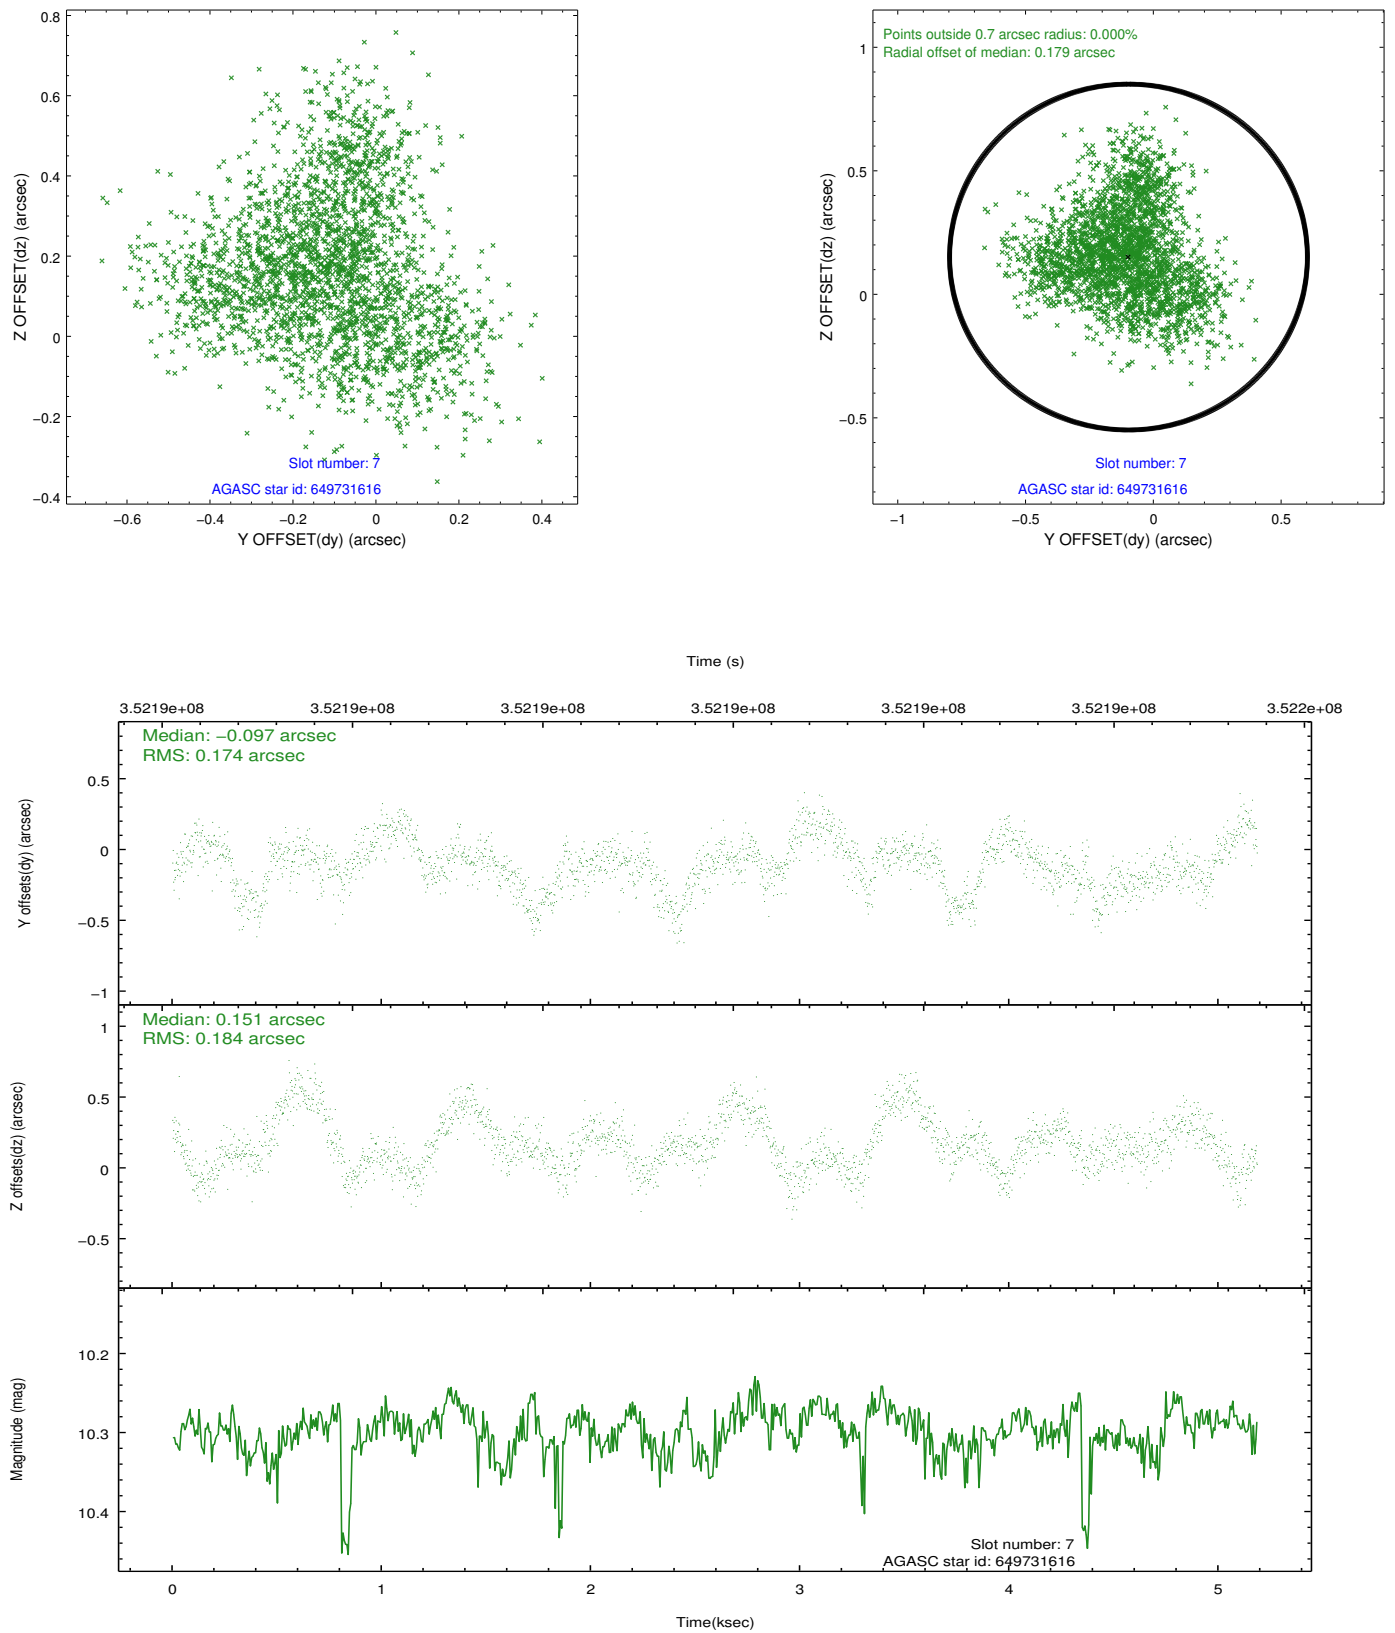 0.8
0.6
0.4
0.2
0
−0.2
−0.4
Z OFFSET(dz) (arcsec)
Slot number: 7
AGASC star id: 649731616
−0.6 −0.4 −0.2 0 0.2 0.4
Y OFFSET(dy) (arcsec)
Points outside 0.7 arcsec radius: 0.000%
Radial offset of median: 0.179 arcsec
1
0.5
0
−0.5
Z OFFSET(dz) (arcsec)
Slot number: 7
AGASC star id: 649731616
−1 −0.5 0 0.5
Y OFFSET(dy) (arcsec)
Time (s)
3.5219e+08 3.5219e+08 3.5219e+08 3.5219e+08 3.5219e+08 3.5219e+08 3.522e+08
Median: −0.097 arcsec
RMS: 0.174 arcsec
0.5
0
−0.5
−1
Y offsets(dy) (arcsec)
Median: 0.151 arcsec
RMS: 0.184 arcsec
1
0.5
0
−0.5
Z offsets(dz) (arcsec)
10.2
10.3
10.4
Magnitude (mag)
Slot number: 7
AGASC star id: 649731616
0 1 2 3 4 5
Time(ksec)